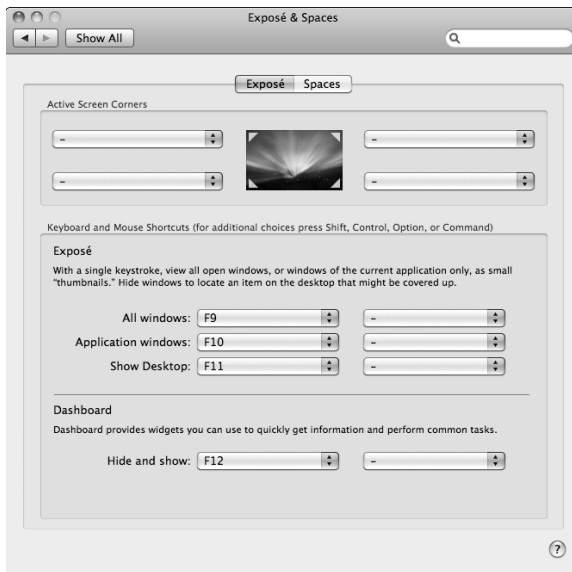 Exposé & Spaces
Show All
Exposé Spaces
Active Screen Corners
– –
– –
Keyboard and Mouse Shortcuts (for additional choices press Shift, Control, Option, or Command)
Exposé
With a single keystroke, view all open windows, or windows of the current application only, as small
“thumbnails.” Hide windows to locate an item on the desktop that might be covered up.
All windows: F9 –
Application windows: F10 –
Show Desktop: F11 –
Dashboard
Dashboard provides widgets you can use to quickly get information and perform common tasks.
Hide and show: F12 –
?